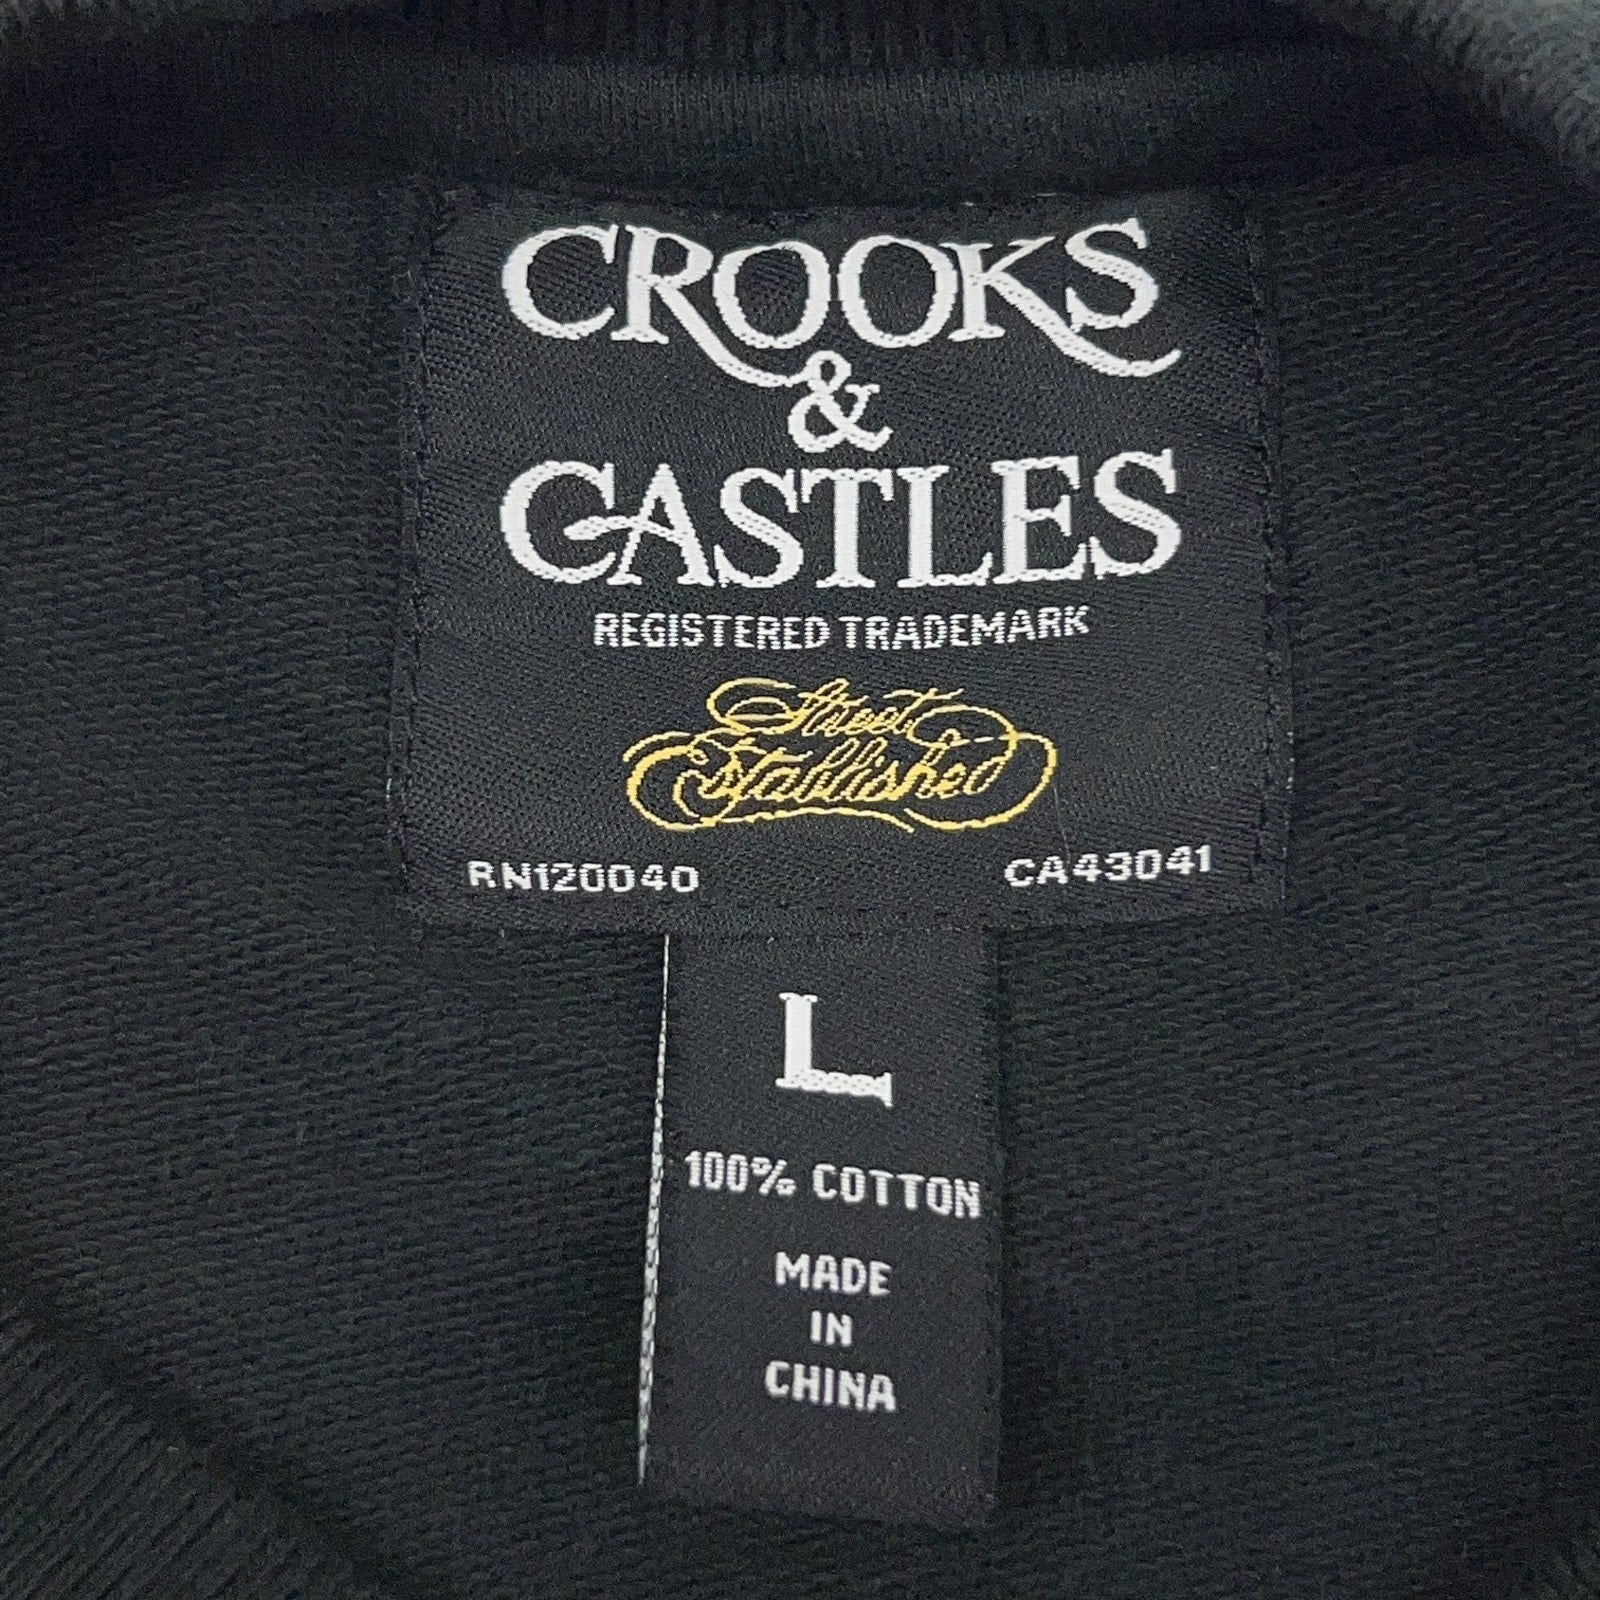 CROOKS
&
CASTLES
REGISTERED TRADEMARK
Street
Established
RN120040 CA43041
L
100% COTTON
MADE
IN
CHINA